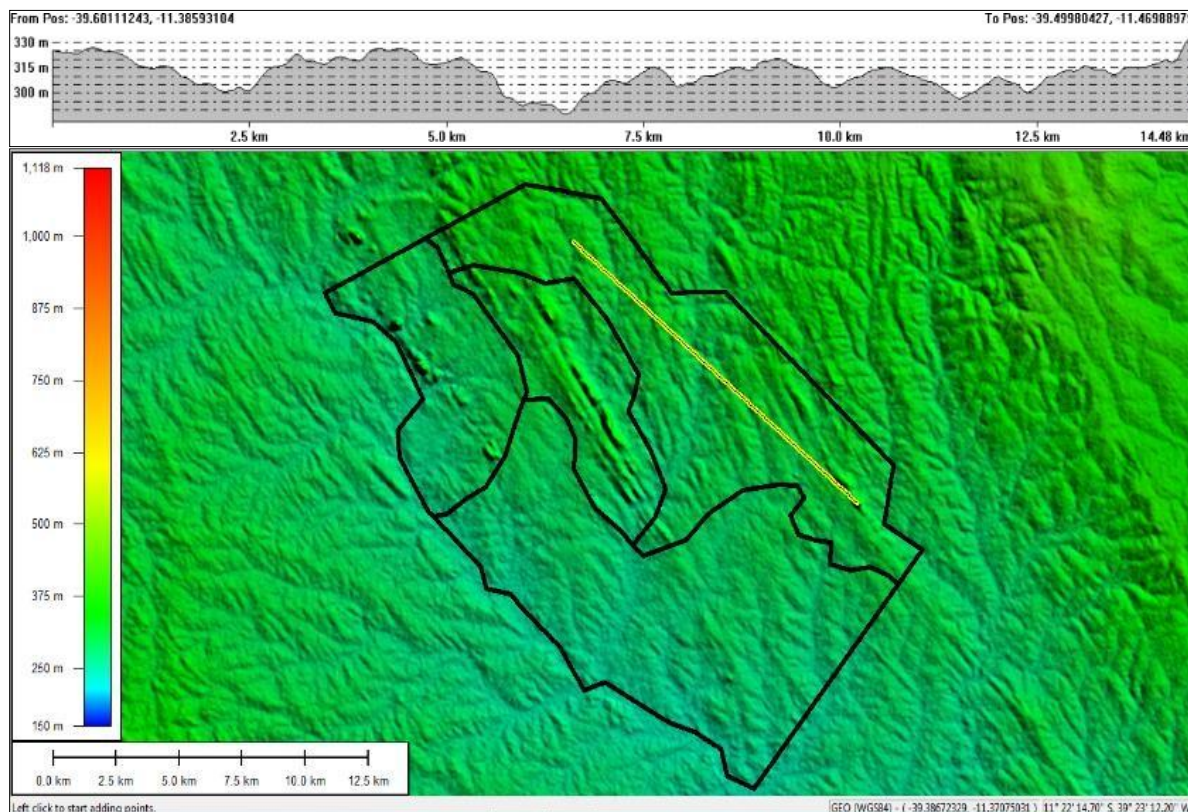 From Pos: -39.60111243, -11.38593104 To Pos: -39.49980427, -11.4698897
330 m
315 m
300 m
2.5 km 5.0 km 7.5 km 10.0 km 12.5 km 14.48 km
1,118 m
1,000 m
875 m
750 m
625 m
500 m
375 m
250 m
150 m
0.0 km 2.5 km 5.0 km 7.5 km 10.0 km 12.5 km
Left click to start adding points. GEO (WGS84) - ( -39.38672329, -11.37075031 ) 11° 22' 14.70" S, 39° 23' 12.20" W